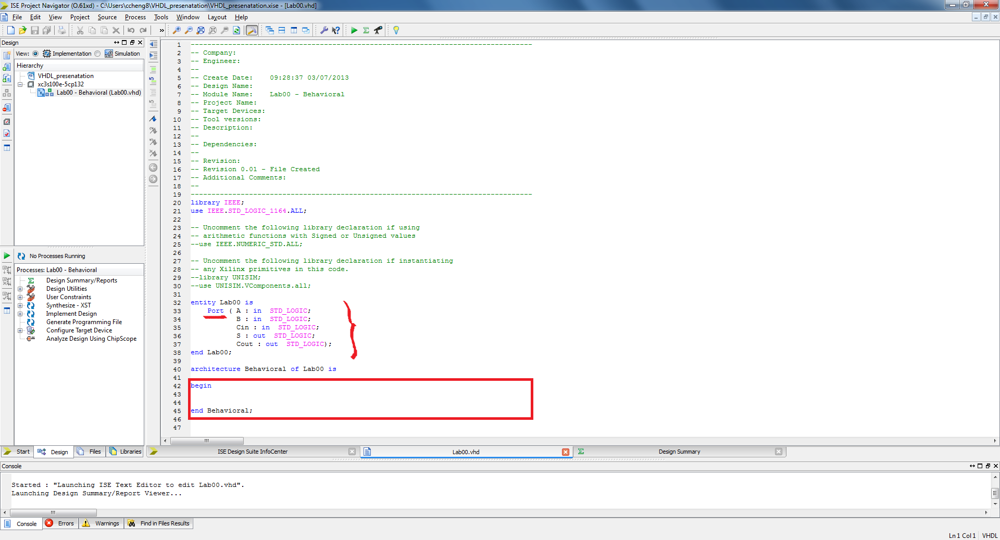 ISE Project Navigator (O.61xd) - C:\Users\ccheng8\VHDL_presenatation\VHDL_presenatation.xise - [Lab00.vhd]
File Edit View Project Source Process Tools Window Layout Help
Design
View: Implementation Simulation
Hierarchy
VHDL_presenatation
xc3s100e-5cp132
Lab00 - Behavioral (Lab00.vhd)
No Processes Running
Processes: Lab00 - Behavioral
Design Summary/Reports
Design Utilities
User Constraints
Synthesize - XST
Implement Design
Generate Programming File
Configure Target Device
Analyze Design Using ChipScope
Start Design Files Libraries
1 --------------------------------------------------------------------------------
2 -- Company:
3 -- Engineer:
4 --
5 -- Create Date:    09:28:37 03/07/2013
6 -- Design Name:
7 -- Module Name:    Lab00 - Behavioral
8 -- Project Name:
9 -- Target Devices:
10 -- Tool versions:
11 -- Description:
12 --
13 -- Dependencies:
14 --
15 -- Revision:
16 -- Revision 0.01 - File Created
17 -- Additional Comments:
18 --
19 --------------------------------------------------------------------------------
20 library IEEE;
21 use IEEE.STD_LOGIC_1164.ALL;
22
23 -- Uncomment the following library declaration if using
24 -- arithmetic functions with Signed or Unsigned values
25 --use IEEE.NUMERIC_STD.ALL;
26
27 -- Uncomment the following library declaration if instantiating
28 -- any Xilinx primitives in this code.
29 --library UNISIM;
30 --use UNISIM.VComponents.all;
31
32 entity Lab00 is
33     Port ( A : in  STD_LOGIC;
34            B : in  STD_LOGIC;
35            Cin : in  STD_LOGIC;
36            S : out  STD_LOGIC;
37            Cout : out  STD_LOGIC);
38 end Lab00;
39
40 architecture Behavioral of Lab00 is
41
42 begin
43
44
45 end Behavioral;
46
47
ISE Design Suite InfoCenter Lab00.vhd Design Summary
Console
Started : "Launching ISE Text Editor to edit Lab00.vhd".
Launching Design Summary/Report Viewer...
Console Errors Warnings Find in Files Results
Ln 1 Col 1 VHDL